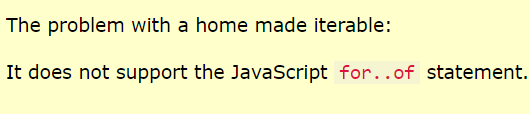 The problem with a home made iterable:
It does not support the JavaScript for..of statement.